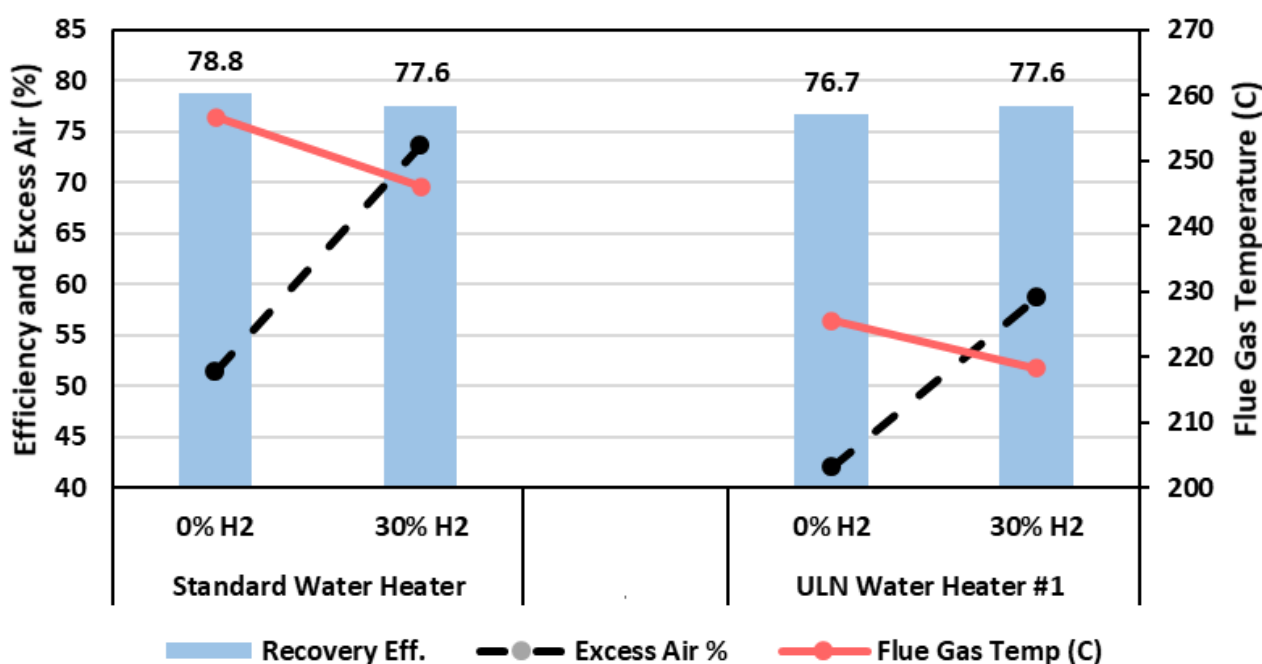 Efficiency and Excess Air (%)
85
80
75
70
65
60
55
50
45
40
78.8
77.6
76.7
77.6
270
260
250
240
230
220
210
200
Flue Gas Temperature (C)
0% H2
30% H2
0% H2
30% H2
Standard Water Heater
ULN Water Heater #1
Recovery Eff.
Excess Air %
Flue Gas Temp (C)